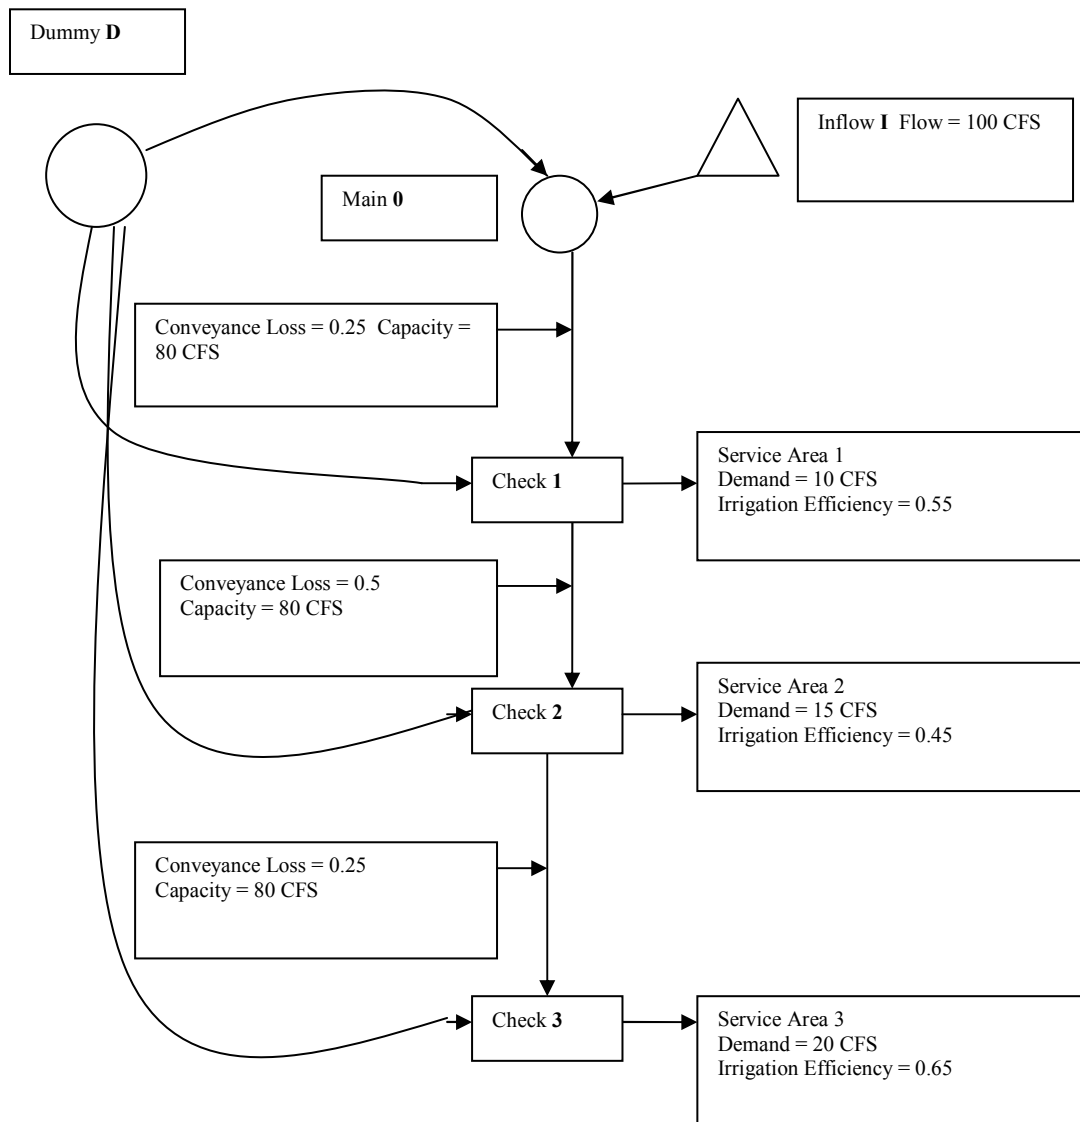 Dummy D
Inflow I  Flow = 100 CFS
Main 0
Conveyance Loss = 0.25  Capacity =
80 CFS
Check 1
Service Area 1
Demand = 10 CFS
Irrigation Efficiency = 0.55
Conveyance Loss = 0.5
Capacity = 80 CFS
Check 2
Service Area 2
Demand = 15 CFS
Irrigation Efficiency = 0.45
Conveyance Loss = 0.25
Capacity = 80 CFS
Check 3
Service Area 3
Demand = 20 CFS
Irrigation Efficiency = 0.65